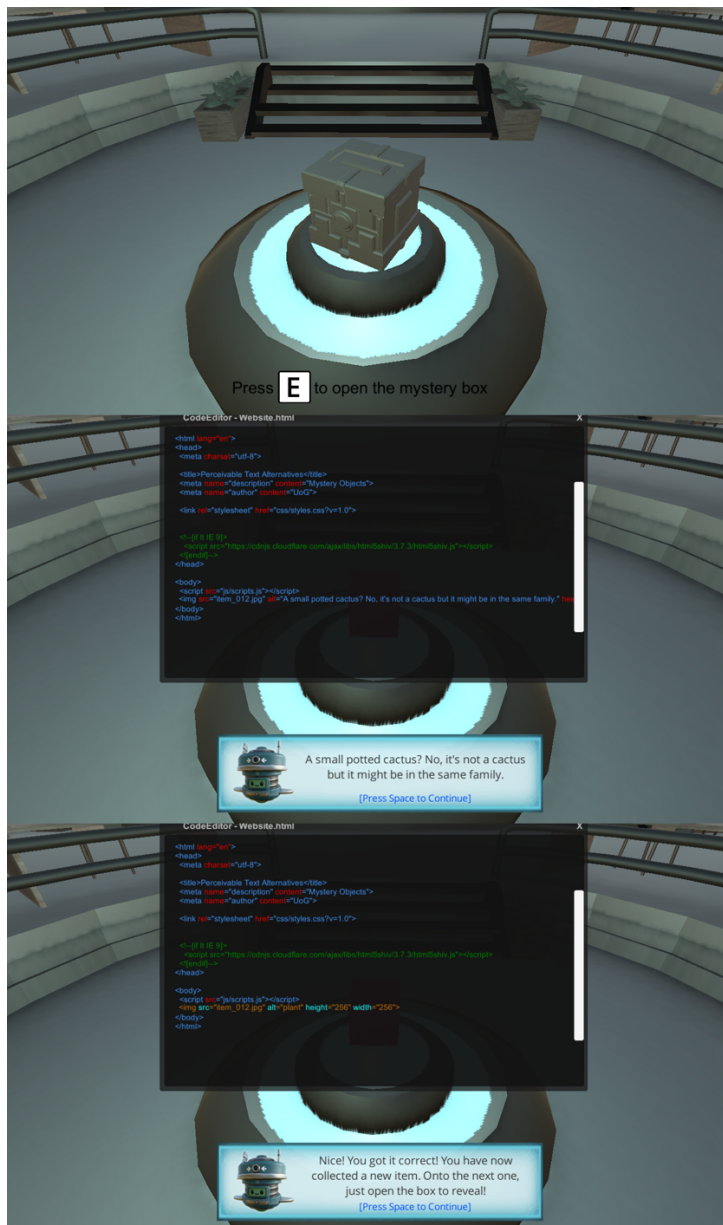 Press E to open the mystery box
CodeEditor - Website.html X
<html lang="en">
<head>
<meta charset="utf-8">
<title>Perceivable Text Alternatives</title>
<meta name="description" content="Mystery Objects">
<meta name="author" content="UoG">
<link rel="stylesheet" href="css/styles.css?v=1.0">
<!--[if lt IE 9]>
<script src="https://cdnjs.cloudflare.com/ajax/libs/html5shiv/3.7.3/html5shiv.js"></script>
<![endif]-->
</head>
<body>
<script src="js/scripts.js"></script>
<img src="item_012.jpg" alt="A small potted cactus? No, it's not a cactus but it might be in the same family."
</body>
</html>
A small potted cactus? No, it's not a cactus
but it might be in the same family.
[Press Space to Continue]
CodeEditor - Website.html X
<html lang="en">
<head>
<meta charset="utf-8">
<title>Perceivable Text Alternatives</title>
<meta name="description" content="Mystery Objects">
<meta name="author" content="UoG">
<link rel="stylesheet" href="css/styles.css?v=1.0">
<!--[if lt IE 9]>
<script src="https://cdnjs.cloudflare.com/ajax/libs/html5shiv/3.7.3/html5shiv.js"></script>
<![endif]-->
</head>
<body>
<script src="js/scripts.js"></script>
<img src="item_012.jpg" alt="plant" height="256" width="256">
</body>
</html>
Nice! You got it correct! You have now
collected a new item. Onto the next one,
just open the box to reveal!
[Press Space to Continue]